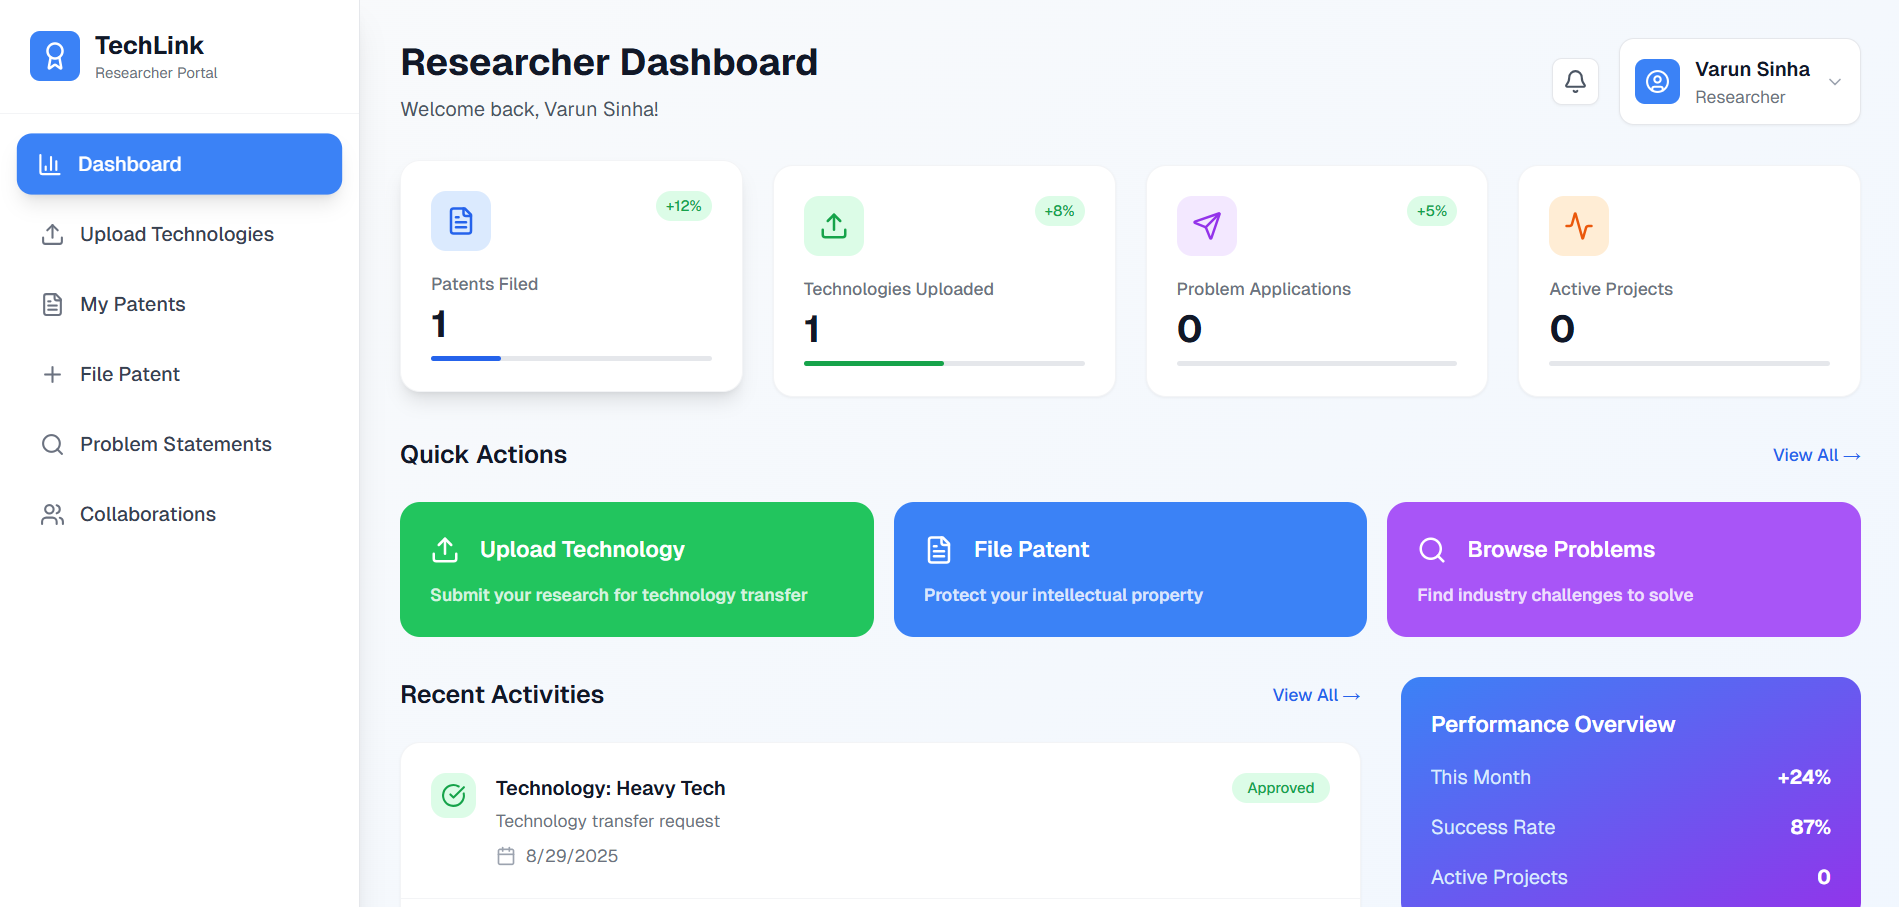 TechLink
Researcher Portal
Dashboard
Upload Technologies
My Patents
File Patent
Problem Statements
Collaborations
Researcher Dashboard
Welcome back, Varun Sinha!
Varun Sinha
Researcher
+12%
Patents Filed
1
+8%
Technologies Uploaded
1
+5%
Problem Applications
0
Active Projects
0
Quick Actions
View All →
Upload Technology
Submit your research for technology transfer
File Patent
Protect your intellectual property
Browse Problems
Find industry challenges to solve
Recent Activities
View All →
Technology: Heavy Tech
Approved
Technology transfer request
8/29/2025
Performance Overview
This Month +24%
Success Rate 87%
Active Projects 0